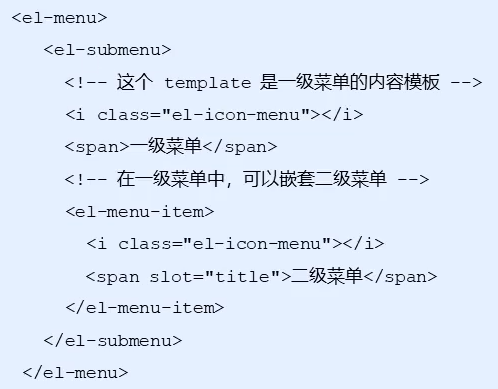 <el-menu>
<el-submenu>
<!-- 这个 template 是一级菜单的内容模板 -->
<i class="el-icon-menu"></i>
<span>一级菜单</span>
<!-- 在一级菜单中，可以嵌套二级菜单 -->
<el-menu-item>
<i class="el-icon-menu"></i>
<span slot="title">二级菜单</span>
</el-menu-item>
</el-submenu>
</el-menu>